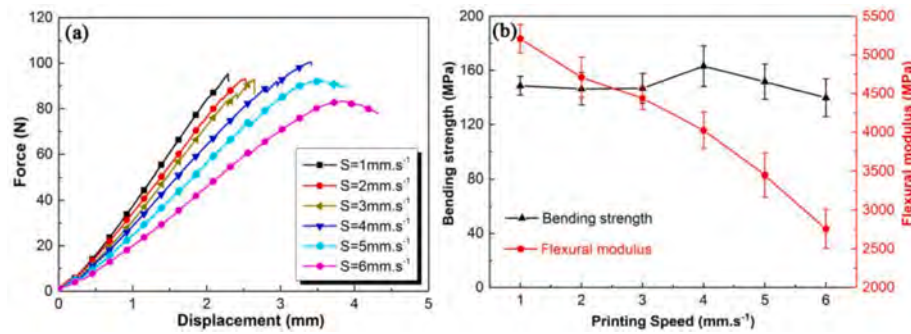 (a)
120
100
80
60
40
20
0
Force (N)
S=1mm.s⁻¹
S=2mm.s⁻¹
S=3mm.s⁻¹
S=4mm.s⁻¹
S=5mm.s⁻¹
S=6mm.s⁻¹
0 1 2 3 4 5
Displacement (mm)
(b)
200
160
120
80
40
0
Bending strength (MPa)
Bending strength
Flexural modulus
5500
5000
4500
4000
3500
3000
2500
2000
Flexural modulus (MPa)
1 2 3 4 5 6
Printing Speed (mm.s⁻¹)